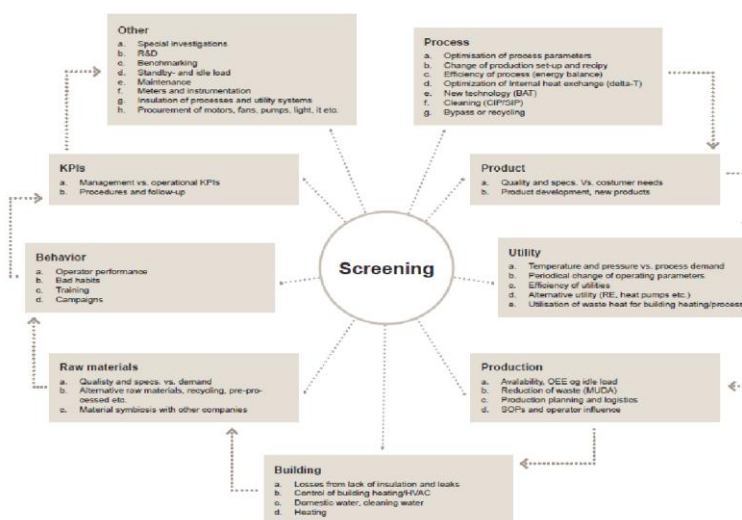 Other
a. Special investigations
b. R&D
c. Benchmarking
d. Standby- and idle load
e. Maintenance
f. Meters and instrumentation
g. Insulation of processes and utility systems
h. Procurement of motors, fans, pumps, light, it etc.
Process
a. Optimisation of process parameters
b. Change of production set-up and recipy
c. Efficiency of process (energy balance)
d. Optimization of Internal heat exchange (delta-T)
e. New technology (BAT)
f. Cleaning (CIP/SIP)
g. Bypass or recycling
KPIs
a. Management vs. operational KPIs
b. Procedures and follow-up
Product
a. Quality and specs. Vs. costumer needs
b. Product development, new products
Behavior
a. Operator performance
b. Bad habits
c. Training
d. Campaigns
Screening
Utility
a. Temperature and pressure vs. process demand
b. Periodical change of operating parameters
c. Efficiency of utilities
d. Alternative utility (RE, heat pumps etc.)
e. Utilisation of waste heat for building heating/process
Raw materials
a. Qualisty and specs. vs. demand
b. Alternative raw materials, recycling, pre-pro-
cessed etc.
c. Material symbiosis with other companies
Production
a. Availability, OEE og idle load
b. Reduction of waste (MUDA)
c. Production planning and logistics
d. SOPs and operator influence
Building
a. Losses from lack of insulation and leaks
b. Control of building heating/HVAC
c. Domestic water, cleaning water
d. Heating